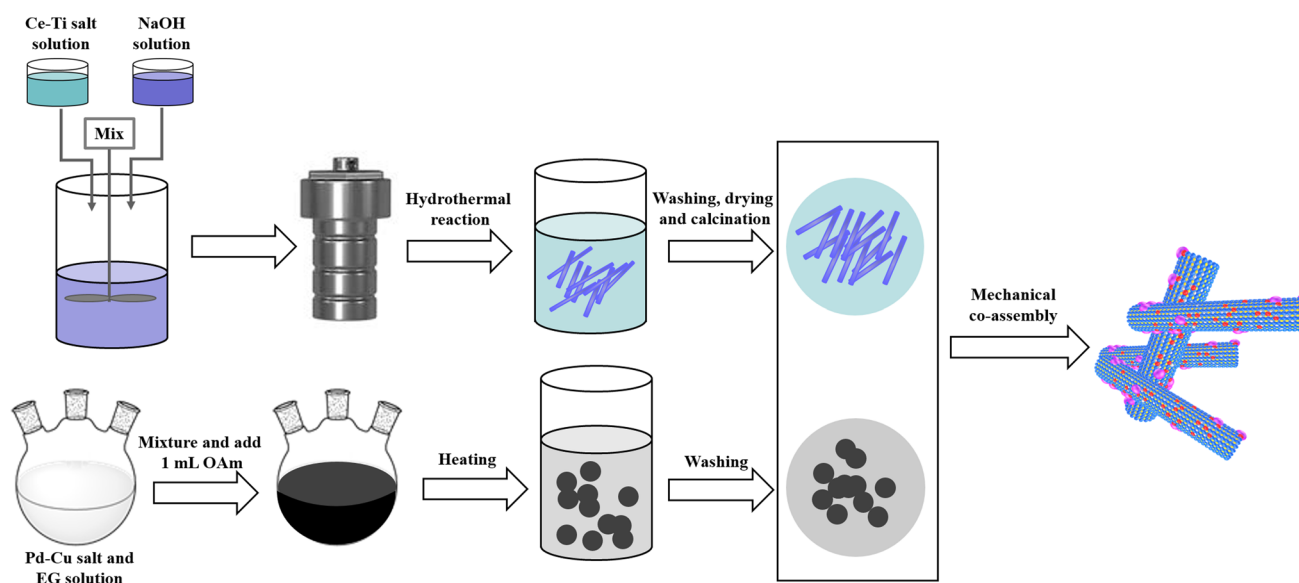 Ce-Ti salt
solution
NaOH
solution
Mix
Hydrothermal
reaction
Washing, drying
and calcination
Mechanical
co-assembly
Mixture and add
1 mL OAm
Heating
Washing
Pd-Cu salt and
EG solution